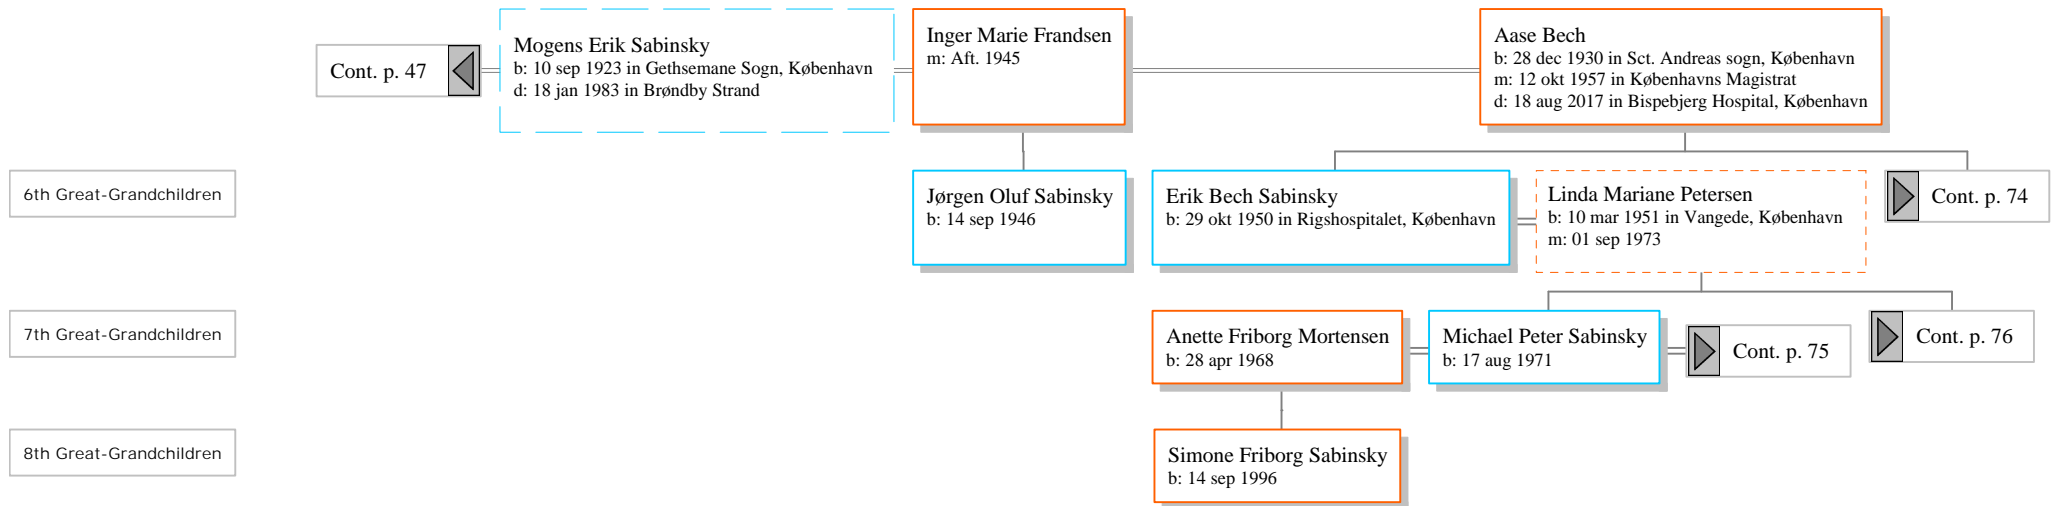 Cont. p. 47
Mogens Erik Sabinsky
b: 10 sep 1923 in Gethsemane Sogn, København
d: 18 jan 1983 in Brøndby Strand
Inger Marie Frandsen
m: Aft. 1945
Aase Bech
b: 28 dec 1930 in Sct. Andreas sogn, København
m: 12 okt 1957 in Københavns Magistrat
d: 18 aug 2017 in Bispebjerg Hospital, København
6th Great-Grandchildren
Jørgen Oluf Sabinsky
b: 14 sep 1946
Erik Bech Sabinsky
b: 29 okt 1950 in Rigshospitalet, København
Linda Mariane Petersen
b: 10 mar 1951 in Vangede, København
m: 01 sep 1973
Cont. p. 74
7th Great-Grandchildren
Anette Friborg Mortensen
b: 28 apr 1968
Michael Peter Sabinsky
b: 17 aug 1971
Cont. p. 75
Cont. p. 76
8th Great-Grandchildren
Simone Friborg Sabinsky
b: 14 sep 1996